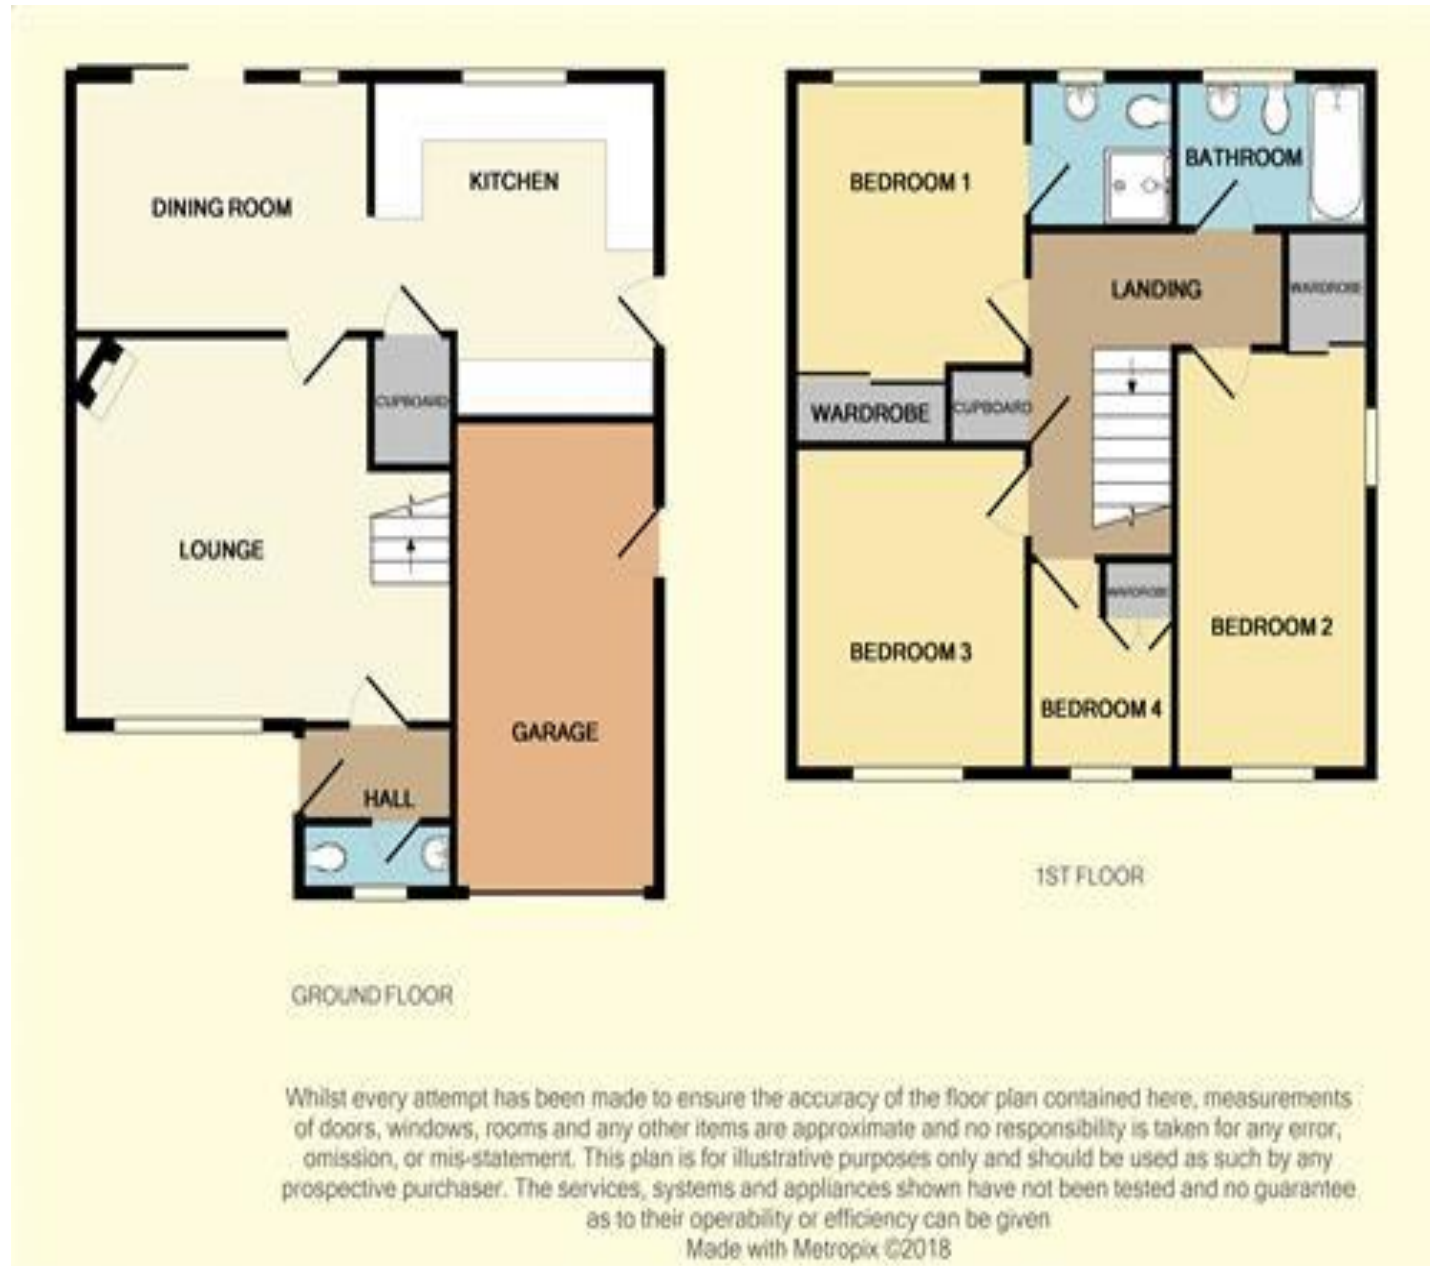 DINING ROOM
KITCHEN
CUPBOARD
LOUNGE
GARAGE
HALL
GROUND FLOOR
BEDROOM 1
BATHROOM
LANDING
WARDROBE
WARDROBE
CUPBOARD
WARDROBE
BEDROOM 2
BEDROOM 3
BEDROOM 4
1ST FLOOR
Whilst every attempt has been made to ensure the accuracy of the floor plan contained here, measurements
of doors, windows, rooms and any other items are approximate and no responsibility is taken for any error,
omission, or mis-statement. This plan is for illustrative purposes only and should be used as such by any
prospective purchaser. The services, systems and appliances shown have not been tested and no guarantee
as to their operability or efficiency can be given
Made with Metropix ©2018